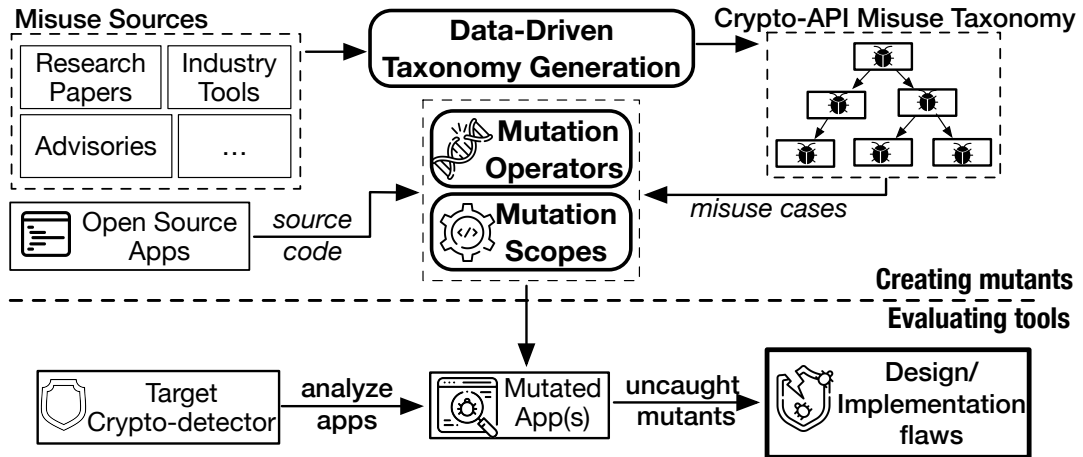 Misuse Sources
Research
Papers
Industry
Tools
Advisories
...
Data-Driven
Taxonomy Generation
Crypto-API Misuse Taxonomy
Mutation
Operators
Mutation
Scopes
</>
Open Source
Apps
source
code
misuse cases
Creating mutants
Evaluating tools
Target
Crypto-detector
analyze
apps
Mutated
App(s)
uncaught
mutants
Design/
Implementation
flaws